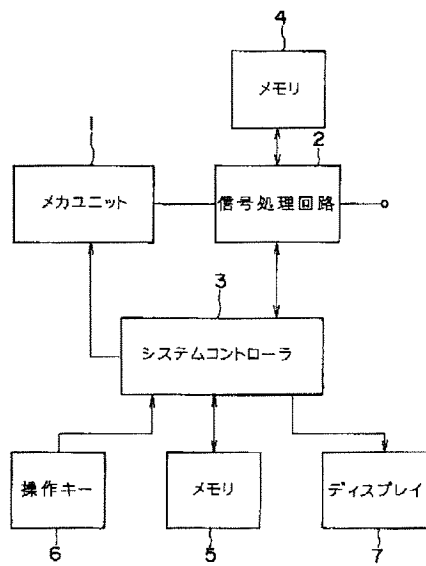 4
メモリ
1
2
メカユニット
信号処理回路
3
システムコントローラ
操作キー
メモリ
ディスプレイ
6
5
7